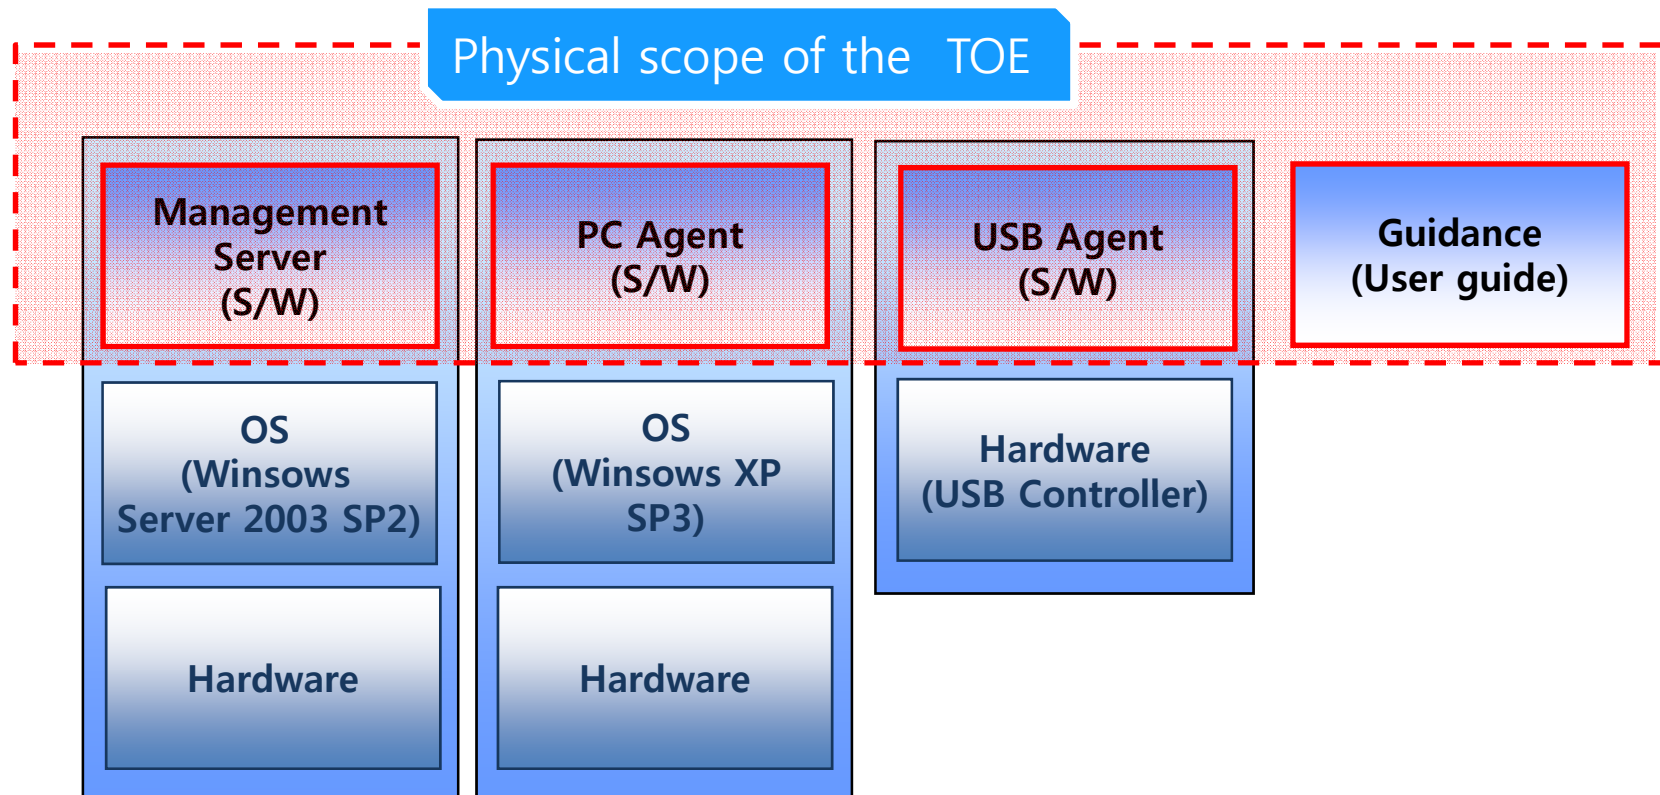 Physical scope of the TOE
Management
Server
(S/W)
PC Agent
(S/W)
USB Agent
(S/W)
Guidance
(User guide)
OS
(Winsows
Server 2003 SP2)
OS
(Winsows XP
SP3)
Hardware
(USB Controller)
Hardware
Hardware